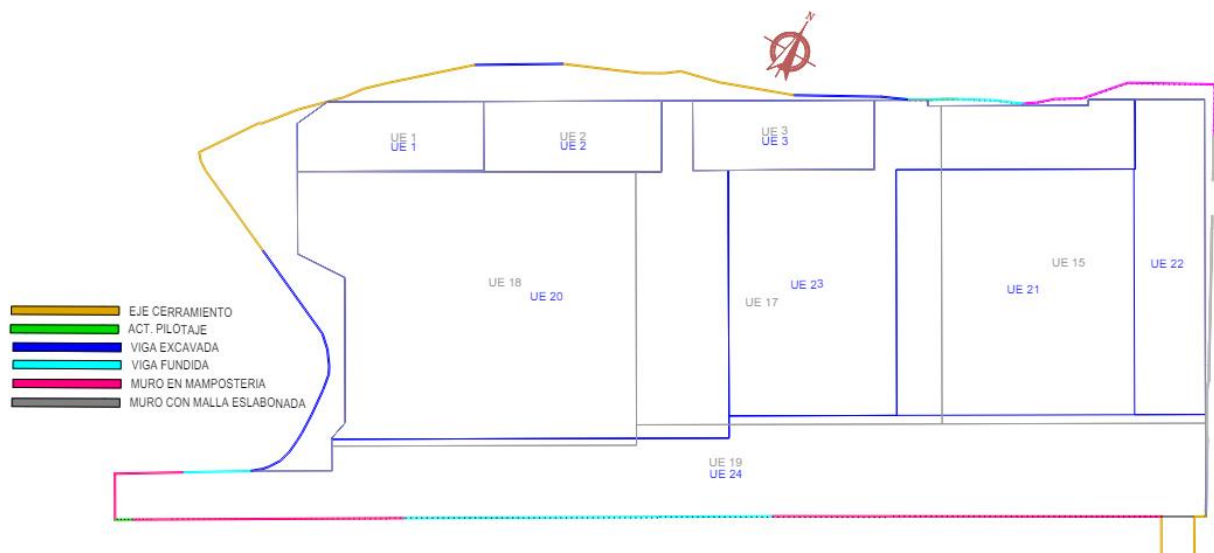 N
UE 1
UE 1
UE 2
UE 2
UE 3
UE 3
UE 18
UE 20
UE 17
UE 23
UE 15
UE 21
UE 22
EJE CERRAMIENTO
ACT. PILOTAJE
VIGA EXCAVADA
VIGA FUNDIDA
MURO EN MAMPOSTERIA
MURO CON MALLA ESLABONADA
UE 19
UE 24